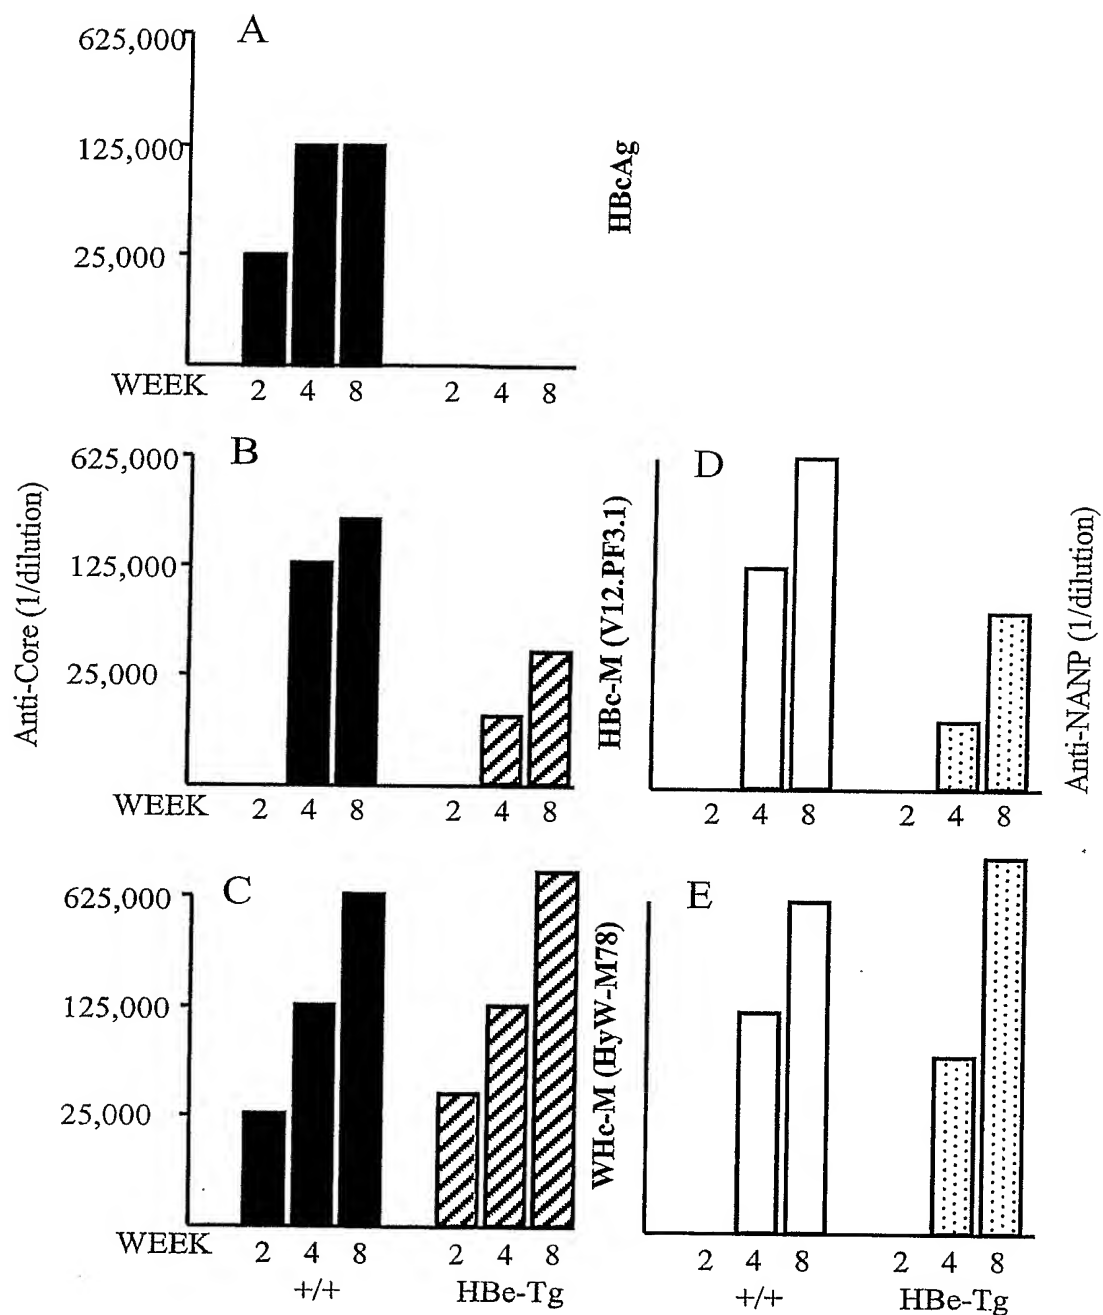 A
625,000
125,000
25,000
HBcAg
WEEK 2 4 8 2 4 8
B
625,000
125,000
25,000
Anti-Core (1/dilution)
HBc-M (V12.PF3.1)
WEEK 2 4 8 2 4 8
D
Anti-NANP (1/dilution)
2 4 8 2 4 8
C
625,000
125,000
25,000
WHc-M (HyW-M78)
WEEK 2 4 8 2 4 8
+/+ HBe-Tg
E
2 4 8 2 4 8
+/+ HBe-Tg